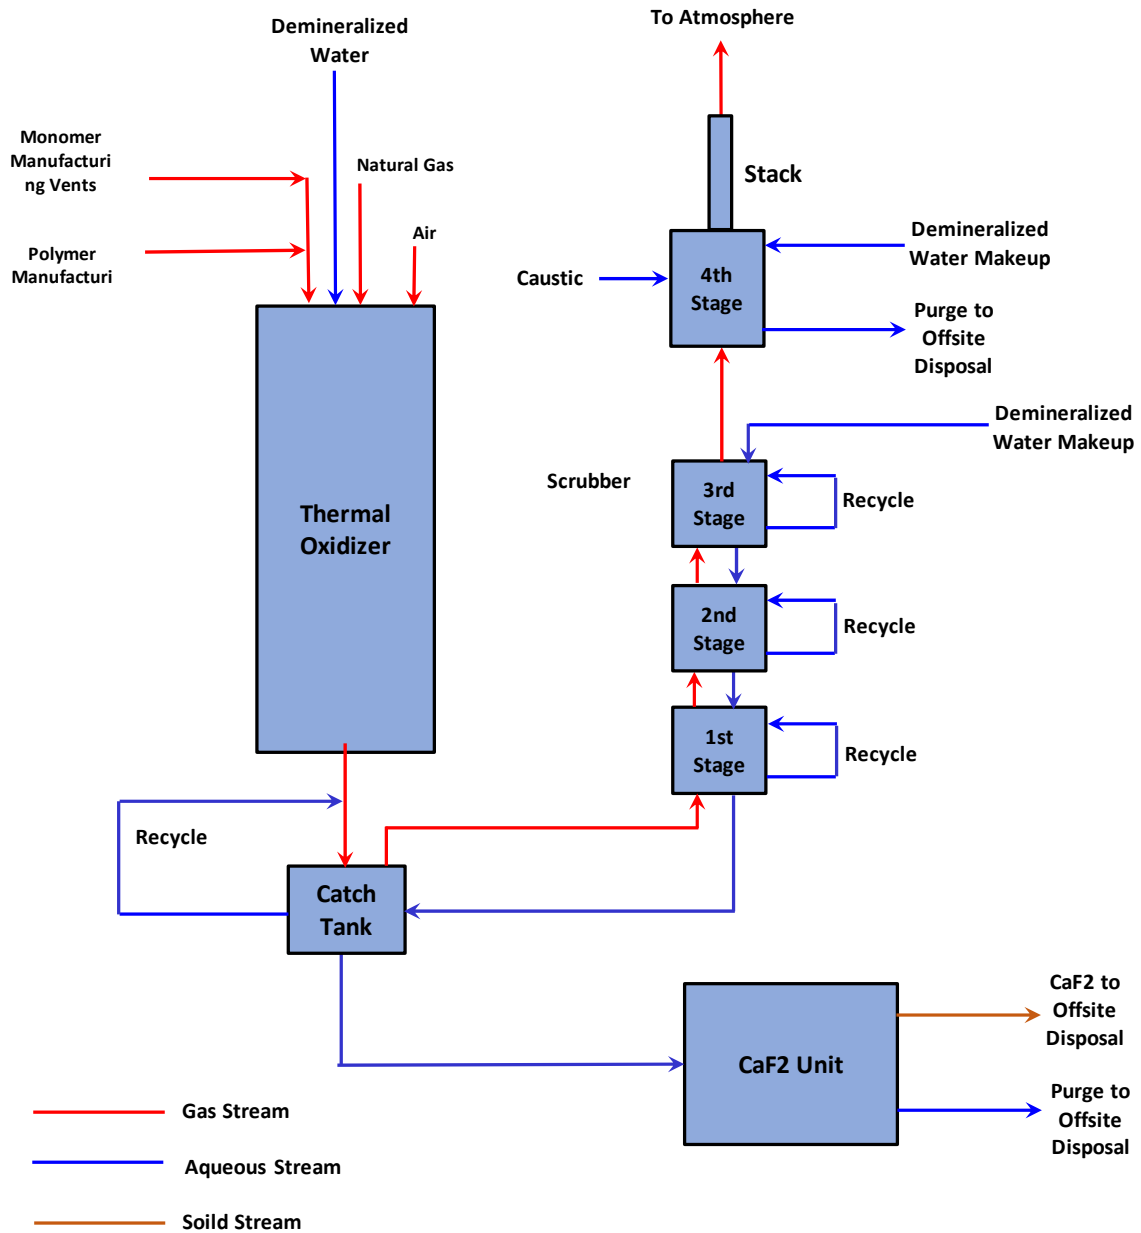 Demineralized
Water
To Atmosphere
Monomer
Manufacturi
ng Vents
Natural Gas
Stack
Polymer
Manufacturi
Air
Caustic
4th
Stage
Demineralized
Water Makeup
Purge to
Offsite
Disposal
Demineralized
Water Makeup
Scrubber
3rd
Stage
Recycle
Thermal
Oxidizer
2nd
Stage
Recycle
1st
Stage
Recycle
Recycle
Catch
Tank
CaF2 Unit
CaF2 to
Offsite
Disposal
Purge to
Offsite
Disposal
Gas Stream
Aqueous Stream
Soild Stream